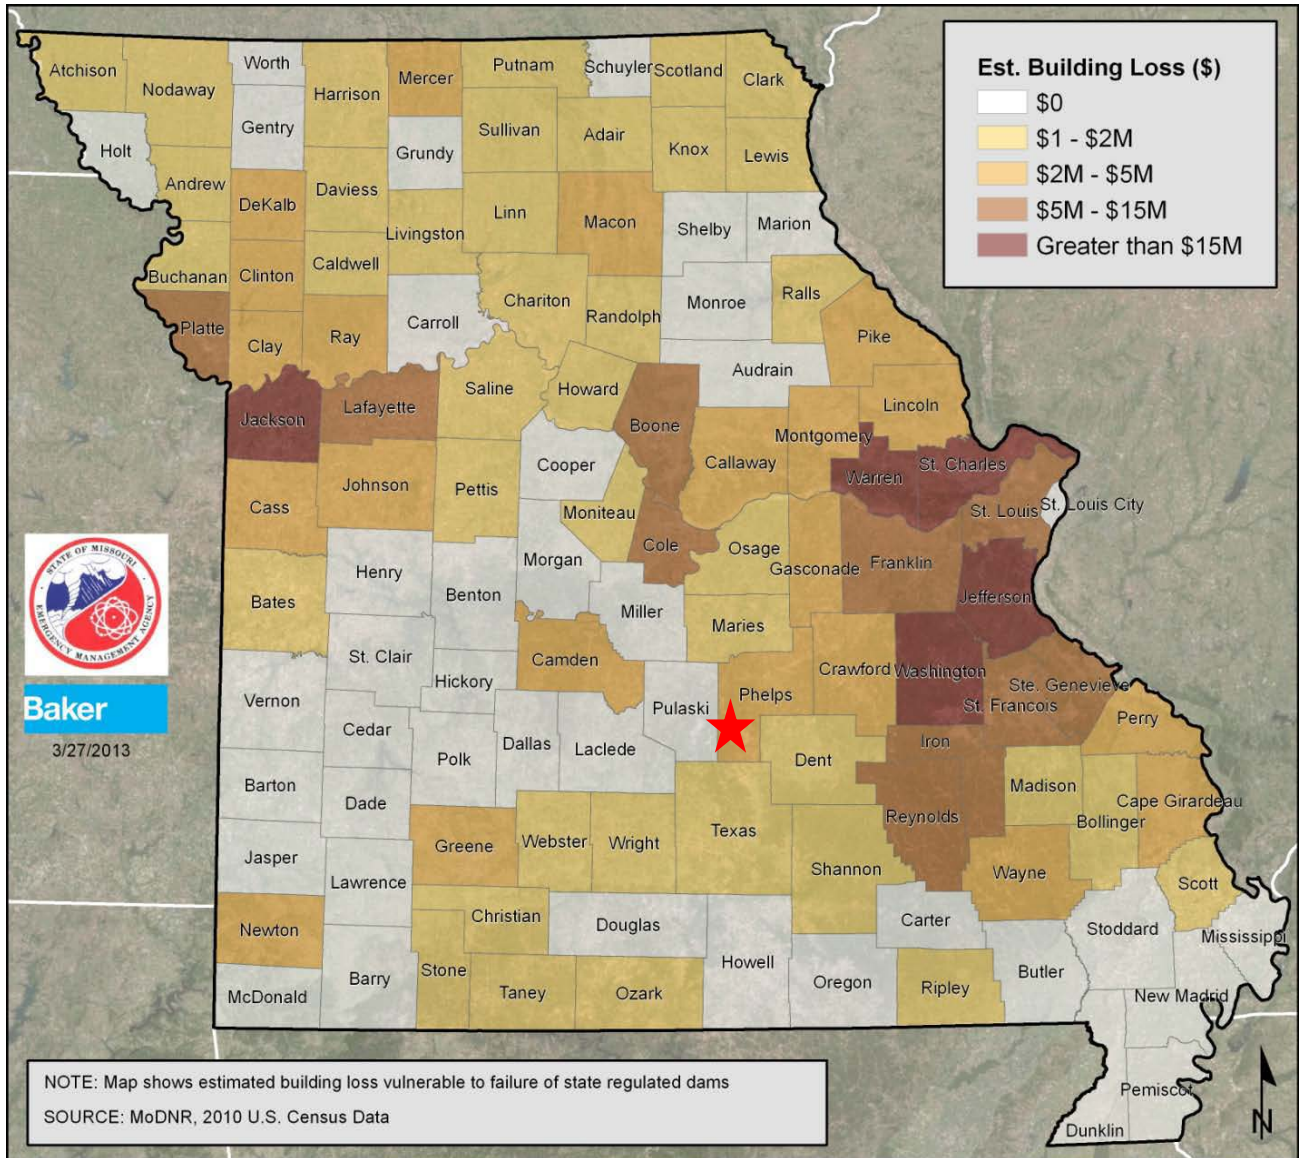 Est. Building Loss ($)
$0
$1 - $2M
$2M - $5M
$5M - $15M
Greater than $15M
Atchison
Nodaway
Worth
Harrison
Mercer
Putnam
Schuyler
Scotland
Clark
Gentry
Sullivan
Adair
Knox
Lewis
Holt
Grundy
Andrew
DeKalb
Daviess
Livingston
Linn
Macon
Shelby
Marion
Buchanan
Clinton
Caldwell
Chariton
Randolph
Monroe
Ralls
Platte
Clay
Ray
Carroll
Pike
Audrain
Jackson
Lafayette
Saline
Howard
Boone
Lincoln
Montgomery
Callaway
Cooper
Warren
St. Charles
Cass
Johnson
Pettis
Moniteau
St. Louis
St. Louis City
Cole
Osage
Gasconade
Franklin
Morgan
Henry
Benton
Bates
Miller
Maries
Jefferson
St. Clair
Camden
Hickory
Crawford
Washington
Vernon
Pulaski
Phelps
Ste. Genevieve
St. Francois
Perry
Cedar
Polk
Dallas
Laclede
Dent
Iron
Barton
Dade
Madison
Cape Girardeau
Bollinger
Reynolds
Texas
Jasper
Greene
Webster
Wright
Shannon
Wayne
Scott
Lawrence
Christian
Douglas
Carter
Stoddard
Mississippi
Newton
Barry
Stone
Taney
Ozark
Howell
Oregon
Ripley
Butler
McDonald
New Madrid
Pemiscot
Dunklin
STATE OF MISSOURI
EMERGENCY MANAGEMENT AGENCY
Baker
3/27/2013
NOTE: Map shows estimated building loss vulnerable to failure of state regulated dams
SOURCE: MoDNR, 2010 U.S. Census Data
N